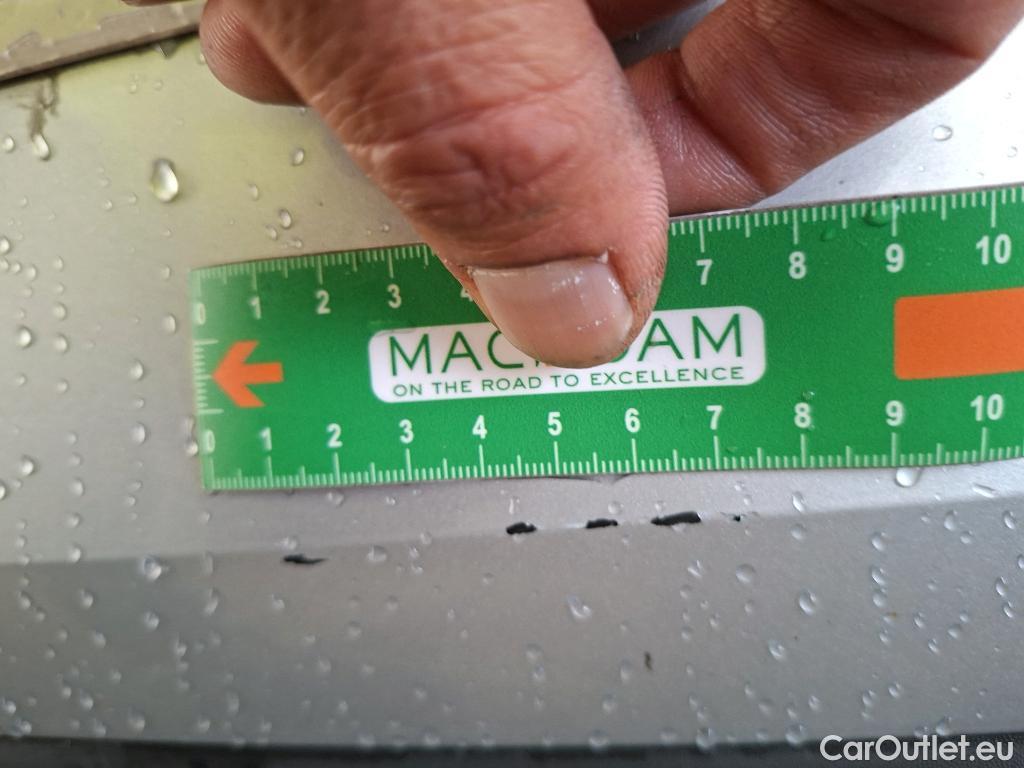 0 1 2 3 7 8 9 10
ON THE ROAD TO EXCELLENCE
0 1 2 3 4 5 6 7 8 9 10
CarOutlet.eu